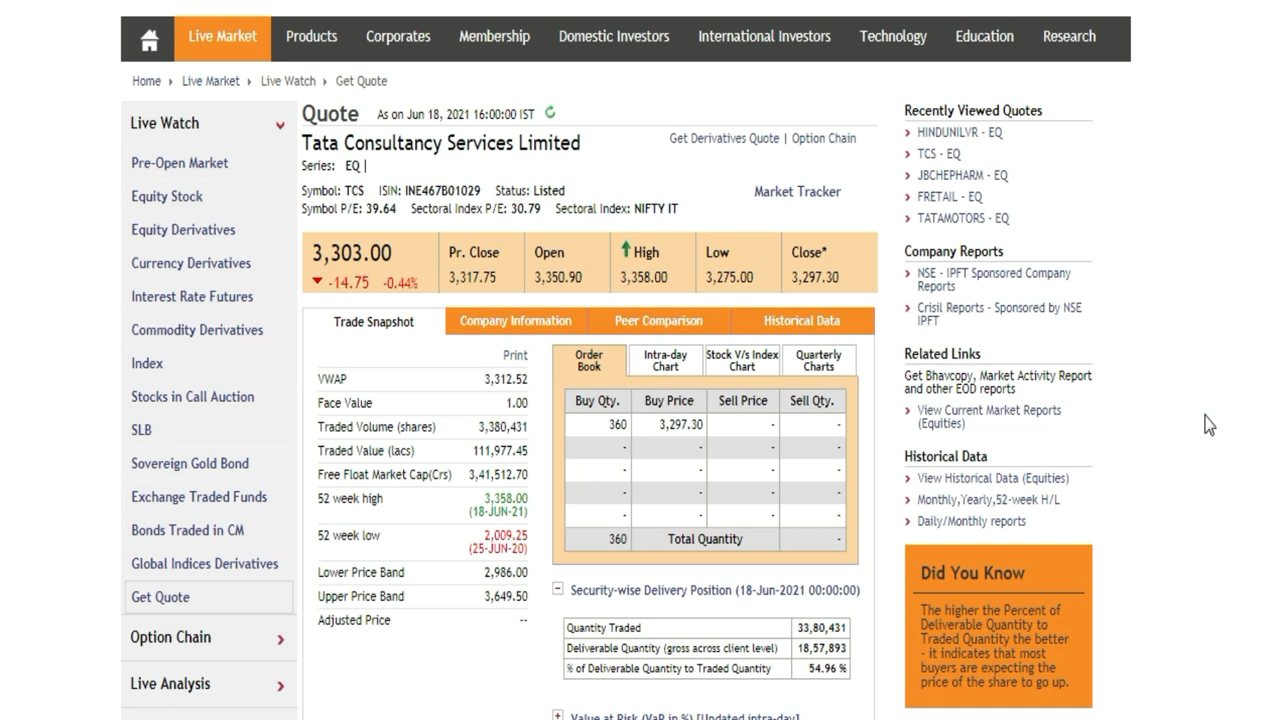 Live Market Products Corporates Membership Domestic Investors International Investors Technology Education Research
Home Live Market Live Watch Get Quote
Live Watch
Pre-Open Market
Equity Stock
Equity Derivatives
Currency Derivatives
Interest Rate Futures
Commodity Derivatives
Index
Stocks in Call Auction
SLB
Sovereign Gold Bond
Exchange Traded Funds
Bonds Traded in CM
Global Indices Derivatives
Get Quote
Option Chain
Live Analysis
Quote As on Jun 18, 2021 16:00:00 IST
Tata Consultancy Services Limited
Get Derivatives Quote | Option Chain
Series: EQ |
Symbol: TCS ISIN: INE467B01029 Status: Listed
Market Tracker
Symbol P/E: 39.64 Sectoral Index P/E: 30.79 Sectoral Index: NIFTY IT
3,303.00 Pr. Close Open High Low Close*
-14.75 -0.44% 3,317.75 3,350.90 3,358.00 3,275.00 3,297.30
Trade Snapshot Company Information Peer Comparison Historical Data
Print
VWAP 3,312.52
Face Value 1.00
Traded Volume (shares) 3,380,431
Traded Value (lacs) 111,977.45
Free Float Market Cap(Crs) 3,41,512.70
52 week high 3,358.00
(18-JUN-21)
52 week low 2,009.25
(25-JUN-20)
Lower Price Band 2,986.00
Upper Price Band 3,649.50
Adjusted Price --
Order Intra-day Stock V/s Index Quarterly
Book Chart Chart Charts
Buy Qty. Buy Price Sell Price Sell Qty.
360 3,297.30 - -
- - - -
- - - -
- - - -
- - - -
360 Total Quantity -
Security-wise Delivery Position (18-Jun-2021 00:00:00)
Quantity Traded 33,80,431
Deliverable Quantity (gross across client level) 18,57,893
% of Deliverable Quantity to Traded Quantity 54.96 %
Value at Risk (VaR in %) [Updated intra-day]
Recently Viewed Quotes
HINDUNILVR - EQ
TCS - EQ
JBCHEPHARM - EQ
FRETAIL - EQ
TATAMOTORS - EQ
Company Reports
NSE - IPFT Sponsored Company
Reports
Crisil Reports - Sponsored by NSE
IPFT
Related Links
Get Bhavcopy, Market Activity Report
and other EOD reports
View Current Market Reports
(Equities)
Historical Data
View Historical Data (Equities)
Monthly,Yearly,52-week H/L
Daily/Monthly reports
Did You Know
The higher the Percent of
Deliverable Quantity to
Traded Quantity the better
- it indicates that most
buyers are expecting the
price of the share to go up.